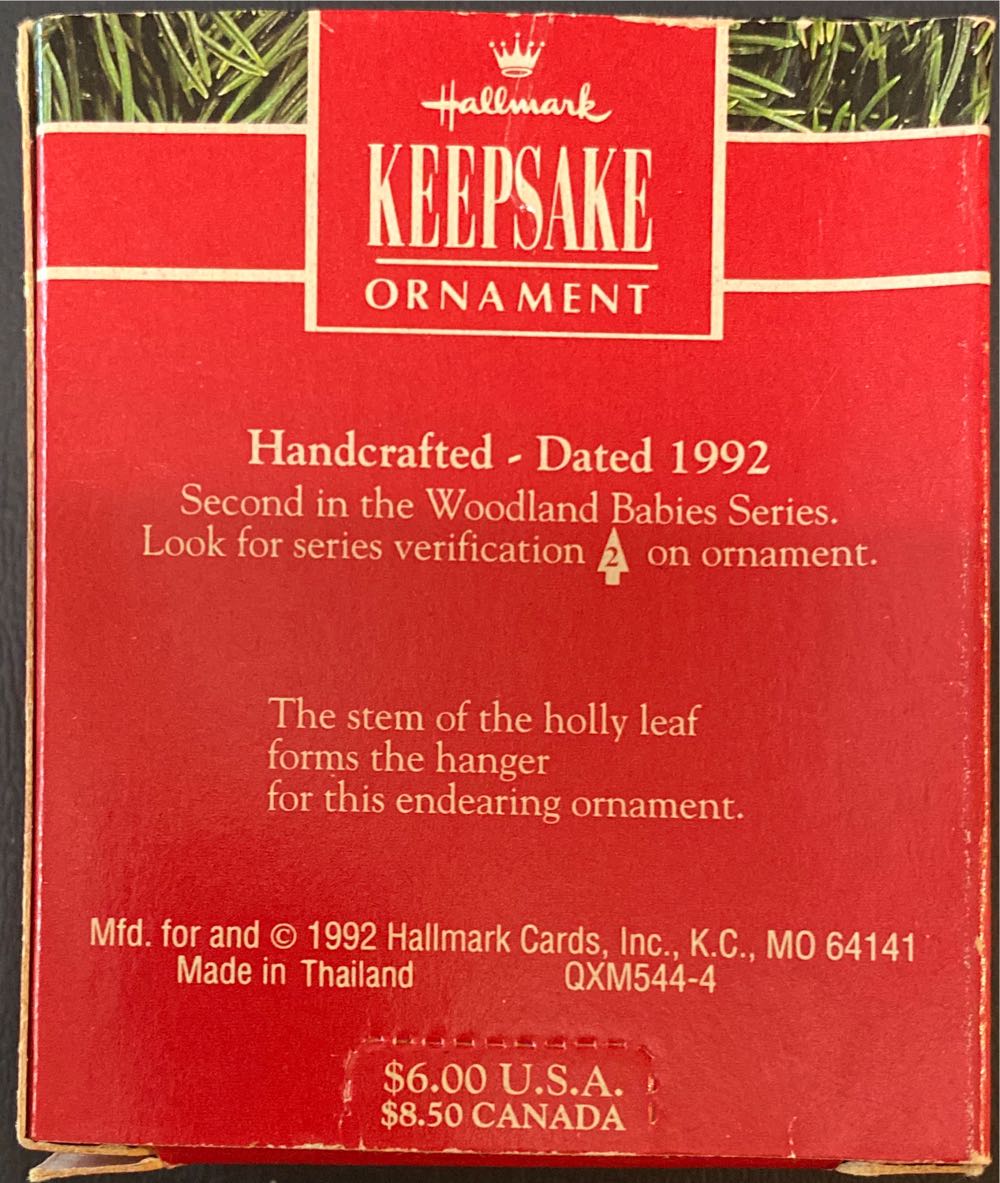 Hallmark
KEEPSAKE
ORNAMENT
Handcrafted - Dated 1992
Second in the Woodland Babies Series.
Look for series verification 2 on ornament.
The stem of the holly leaf
forms the hanger
for this endearing ornament.
Mfd. for and © 1992 Hallmark Cards, Inc., K.C., MO 64141
Made in Thailand QXM544-4
$6.00 U.S.A.
$8.50 CANADA